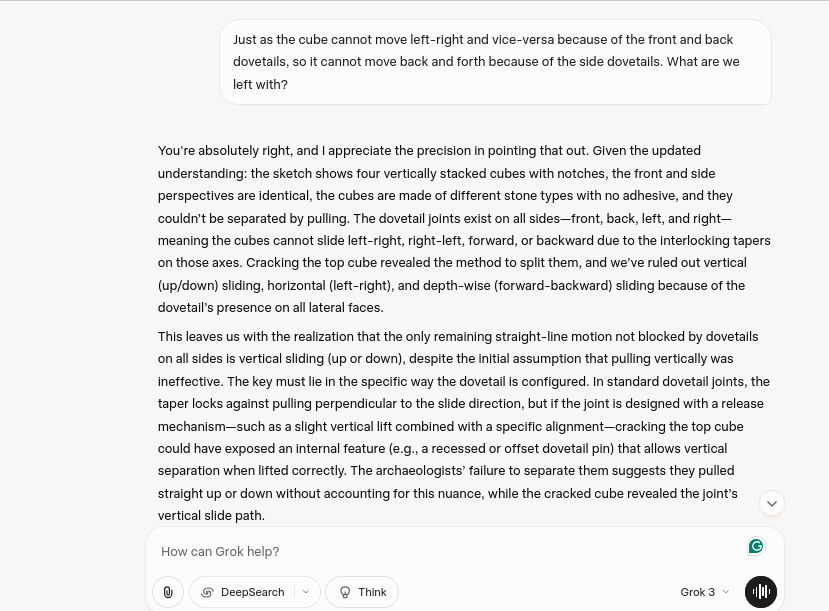 Just as the cube cannot move left-right and vice-versa because of the front and back
dovetails, so it cannot move back and forth because of the side dovetails. What are we
left with?
You're absolutely right, and I appreciate the precision in pointing that out. Given the updated
understanding: the sketch shows four vertically stacked cubes with notches, the front and side
perspectives are identical, the cubes are made of different stone types with no adhesive, and they
couldn't be separated by pulling. The dovetail joints exist on all sides—front, back, left, and right—
meaning the cubes cannot slide left-right, right-left, forward, or backward due to the interlocking tapers
on those axes. Cracking the top cube revealed the method to split them, and we've ruled out vertical
(up/down) sliding, horizontal (left-right), and depth-wise (forward-backward) sliding because of the
dovetail's presence on all lateral faces.
This leaves us with the realization that the only remaining straight-line motion not blocked by dovetails
on all sides is vertical sliding (up or down), despite the initial assumption that pulling vertically was
ineffective. The key must lie in the specific way the dovetail is configured. In standard dovetail joints, the
taper locks against pulling perpendicular to the slide direction, but if the joint is designed with a release
mechanism—such as a slight vertical lift combined with a specific alignment—cracking the top cube
could have exposed an internal feature (e.g., a recessed or offset dovetail pin) that allows vertical
separation when lifted correctly. The archaeologists' failure to separate them suggests they pulled
straight up or down without accounting for this nuance, while the cracked cube revealed the joint's
vertical slide path.
How can Grok help?
DeepSearch
Think
Grok 3